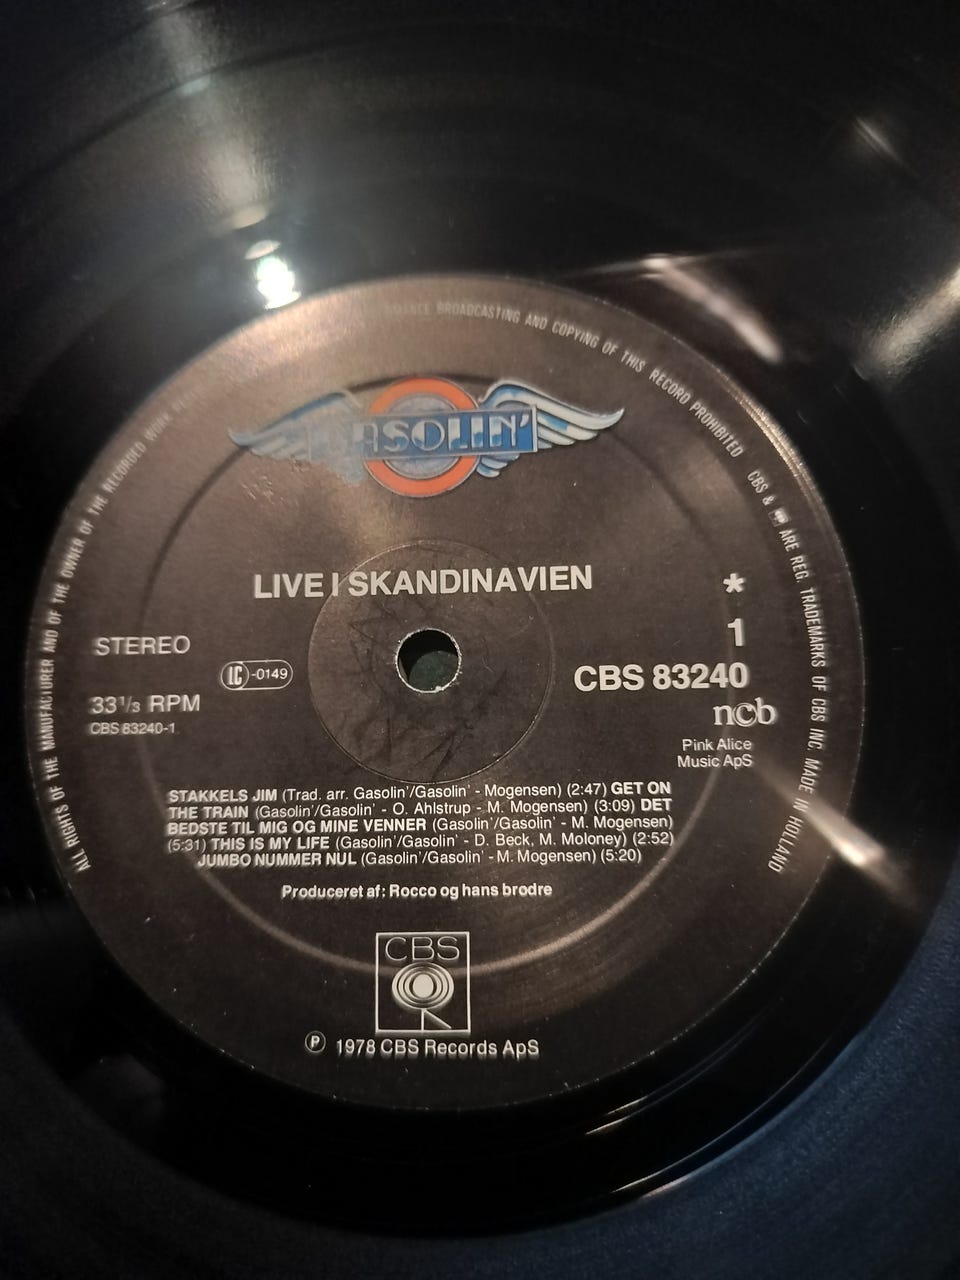 GASOLIN'
LIVE I SKANDINAVIEN
STEREO
LC -0149
33 1/3 RPM
CBS 83240-1
*
1
CBS 83240
ncb
Pink Alice
Music ApS
STAKKELS JIM (Trad. arr. Gasolin'/Gasolin' - Mogensen) (2:47) GET ON
THE TRAIN (Gasolin'/Gasolin' - O. Ahlstrup - M. Mogensen) (3:09) DET
BEDSTE TIL MIG OG MINE VENNER (Gasolin'/Gasolin' - M. Mogensen)
(5:31) THIS IS MY LIFE (Gasolin'/Gasolin' - D. Beck, M. Moloney) (2:52)
JUMBO NUMMER NUL (Gasolin'/Gasolin' - M. Mogensen) (5:20)
Produceret af: Rocco og hans brødre
CBS
Ⓟ 1978 CBS Records ApS
ALL RIGHTS OF THE MANUFACTURER AND OF THE OWNER OF THE RECORDED WORK BROADCASTING AND COPYING OF THIS RECORD PROHIBITED CBS & ARE REG. TRADEMARKS OF CBS INC. MADE IN HOLLAND